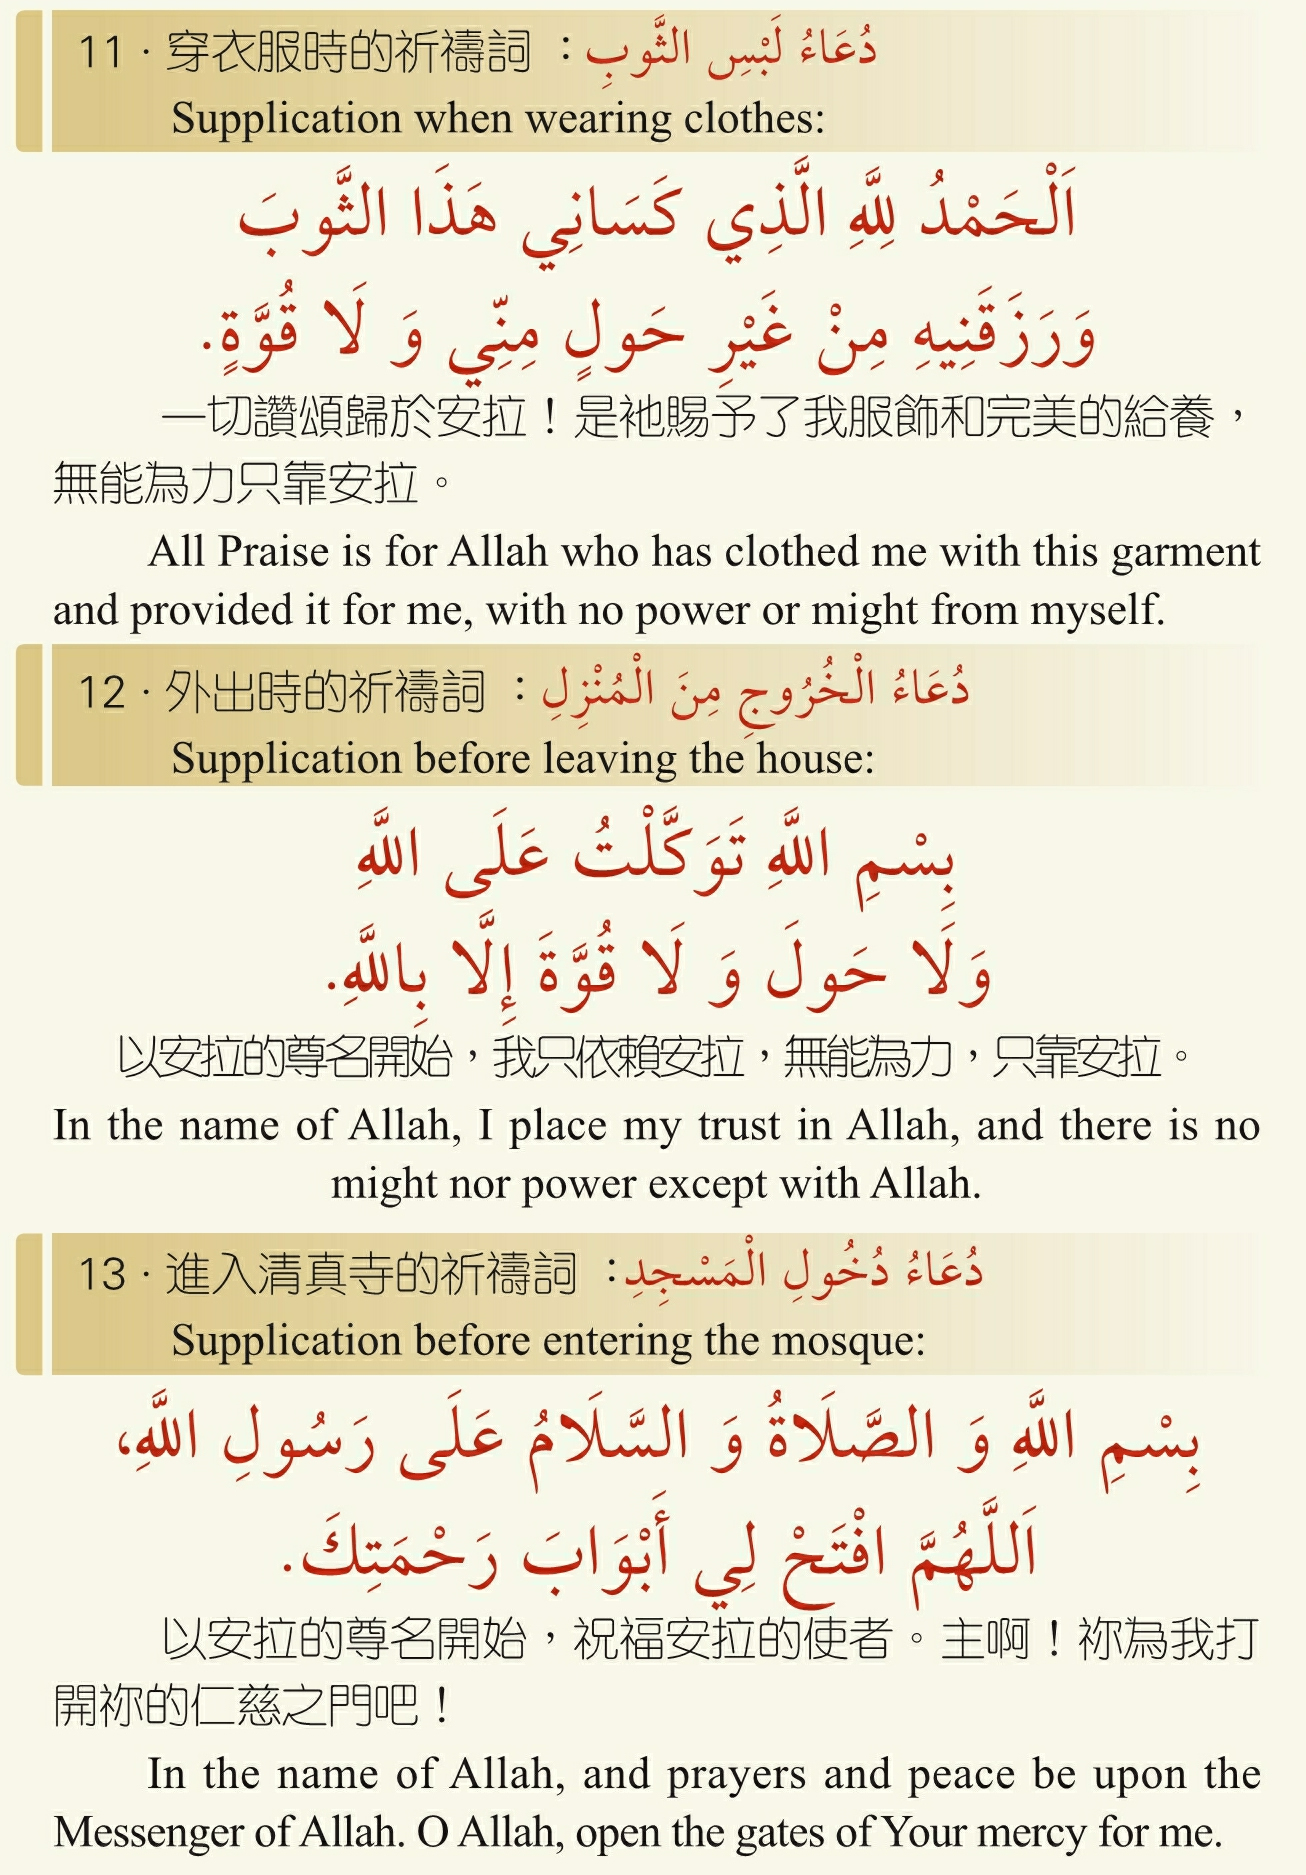 11 · 穿衣服時的祈禱詞 : دُعَاءُ لَبْسِ الثَّوبِ
Supplication when wearing clothes:
اَلْحَمْدُ لِلَّهِ الَّذِي كَسَانِي هَذَا الثَّوبَ
وَرَزَقَنِيهِ مِنْ غَيْرِ حَولٍ مِنِّي وَ لَا قُوَّةٍ.
一切讚頌歸於安拉！是祂賜予了我服飾和完美的給養，
無能為力只靠安拉。
All Praise is for Allah who has clothed me with this garment
and provided it for me, with no power or might from myself.
12 · 外出時的祈禱詞 : دُعَاءُ الْخُرُوجِ مِنَ الْمُنْزِلِ
Supplication before leaving the house:
بِسْمِ اللَّهِ تَوَكَّلْتُ عَلَى اللَّهِ
وَلَا حَولَ وَ لَا قُوَّةَ إِلَّا بِاللَّهِ.
以安拉的尊名開始，我只依賴安拉，無能為力，只靠安拉。
In the name of Allah, I place my trust in Allah, and there is no
might nor power except with Allah.
13 · 進入清真寺的祈禱詞 : دُعَاءُ دُخُولِ الْمَسْجِدِ
Supplication before entering the mosque:
بِسْمِ اللَّهِ وَ الصَّلَاةُ وَ السَّلَامُ عَلَى رَسُولِ اللَّهِ،
اَللَّهُمَّ افْتَحْ لِي أَبْوَابَ رَحْمَتِكَ.
以安拉的尊名開始，祝福安拉的使者。主啊！祢為我打
開祢的仁慈之門吧！
In the name of Allah, and prayers and peace be upon the
Messenger of Allah. O Allah, open the gates of Your mercy for me.